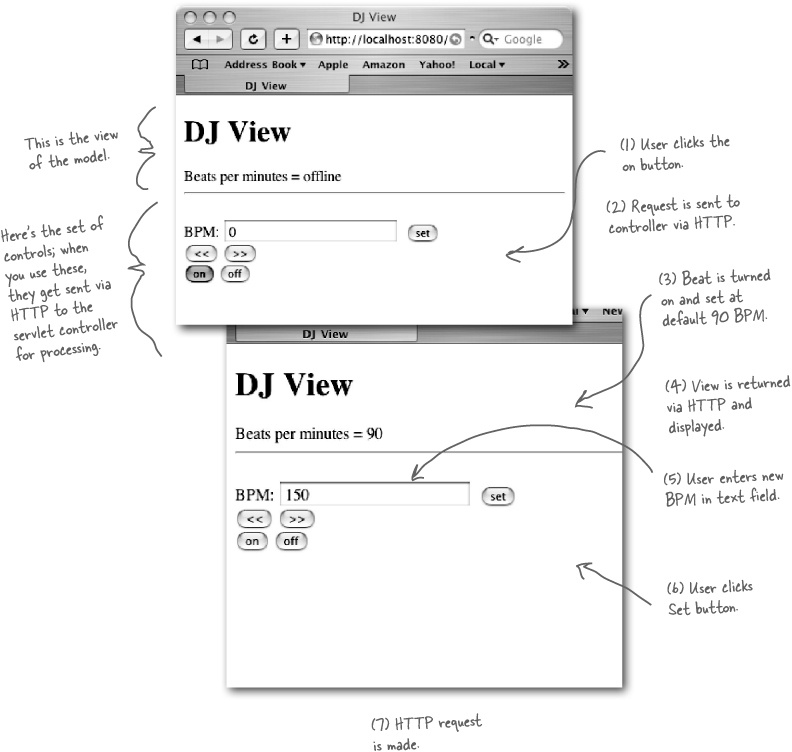 DJ View
http://localhost:8080/
Google
Address Book ▾ Apple Amazon Yahoo! Local ▾ »
DJ View
DJ View
Beats per minutes = offline
BPM: 0 set
<< >>
on off
This is the view
of the model.
Here's the set of
controls; when
you use these,
they get sent via
HTTP to the
servlet controller
for processing.
(1) User clicks the
on button.
(2) Request is sent to
controller via HTTP.
(3) Beat is turned
on and set at
default 90 BPM.
(4) View is returned
via HTTP and
displayed.
DJ View
DJ View
Beats per minutes = 90
BPM: 150 set
<< >>
on off
(5) User enters new
BPM in text field.
(6) User clicks
Set button.
(7) HTTP request
is made.